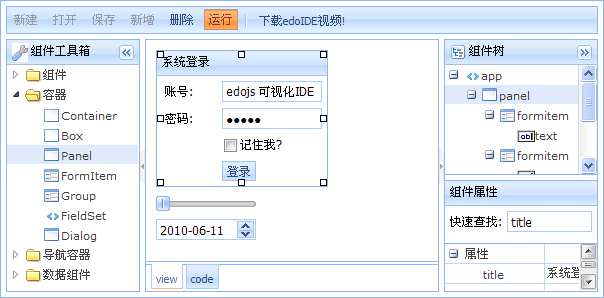 新建 打开 保存 新增 删除 运行 下载edoIDE视频!
组件工具箱
组件
容器
Container
Box
Panel
FormItem
Group
FieldSet
Dialog
导航容器
数据组件
系统登录
账号: edojs 可视化IDE
密码: ●●●●●
记住我?
登录
2010-06-11
view code
组件树
app
panel
formitem
text
formitem
组件属性
快速查找: title
属性
title 系统登